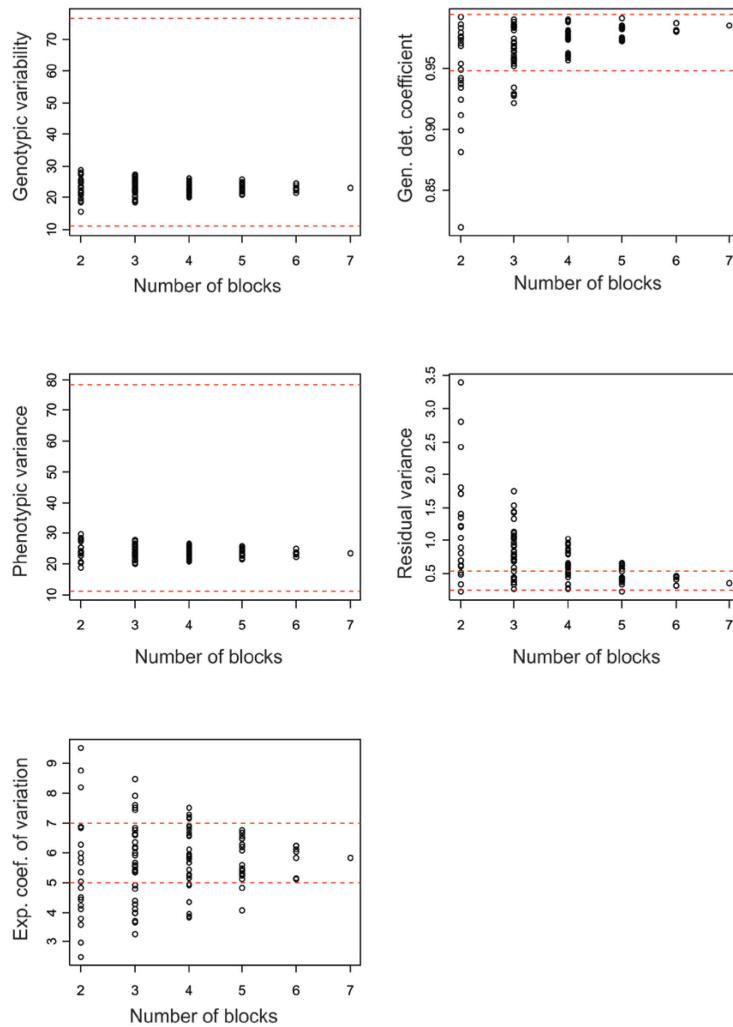 Genotypic variability
70
60
50
40
30
20
10
2 3 4 5 6 7
Number of blocks
Gen. det. coefficient
0.95
0.90
0.85
2 3 4 5 6 7
Number of blocks
Phenotypic variance
80
70
60
50
40
30
20
10
2 3 4 5 6 7
Number of blocks
Residual variance
3.5
3.0
2.5
2.0
1.5
1.0
0.5
2 3 4 5 6 7
Number of blocks
Exp. coef. of variation
9
8
7
6
5
4
3
2 3 4 5 6 7
Number of blocks